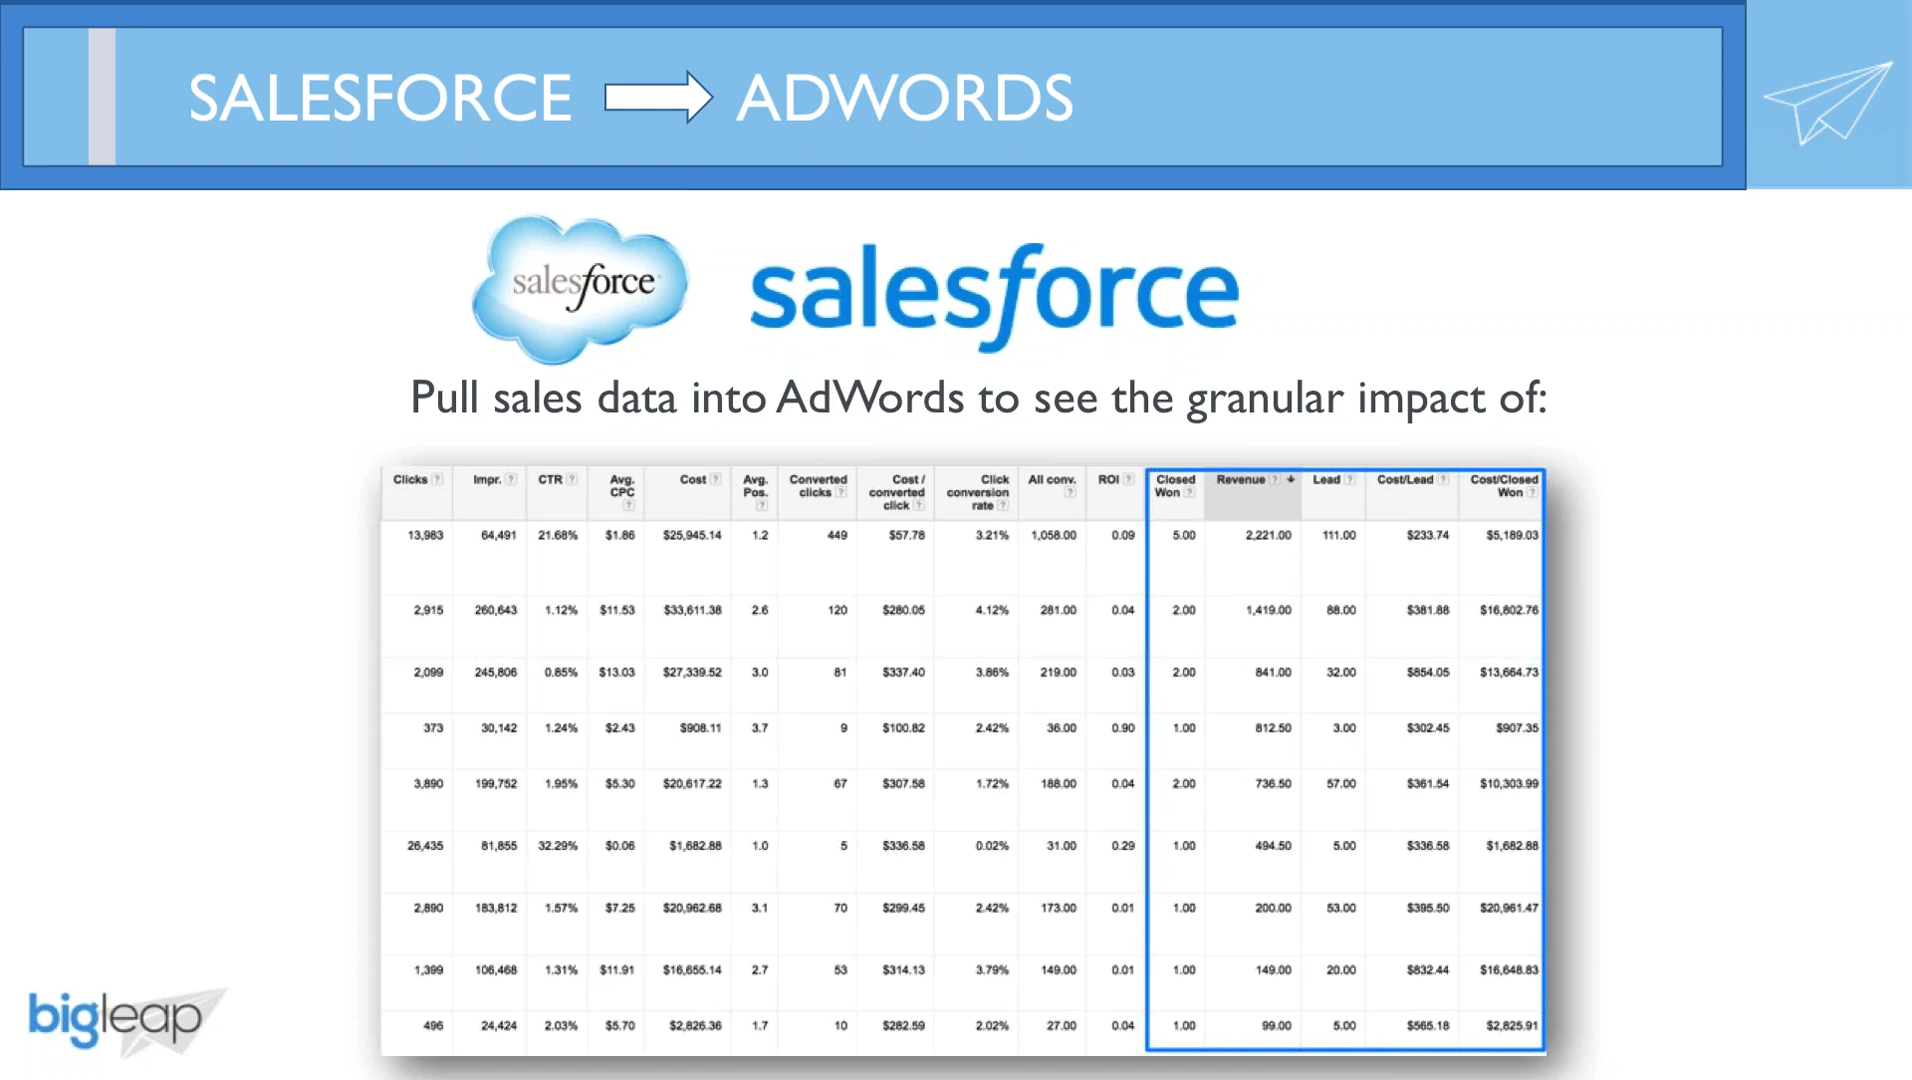 SALESFORCE ADWORDS
salesforce salesforce
Pull sales data into AdWords to see the granular impact of:
Clicks ? Impr. ? CTR ? Avg. CPC ? Cost ? Avg. Pos. ? Converted clicks ? Cost / converted click ? Click conversion rate ? All conv. ? ROI ? Closed Won ? Revenue ? ↓ Lead ? Cost/Lead ? Cost/Closed Won ?
13,983 64,491 21.68% $1.86 $25,945.14 1.2 449 $57.78 3.21% 1,058.00 0.09 5.00 2,221.00 111.00 $233.74 $5,189.03
2,915 260,643 1.12% $11.53 $33,611.38 2.6 120 $280.05 4.12% 281.00 0.04 2.00 1,419.00 88.00 $381.88 $16,802.76
2,099 245,806 0.85% $13.03 $27,339.52 3.0 81 $337.40 3.86% 219.00 0.03 2.00 841.00 32.00 $854.05 $13,664.73
373 30,142 1.24% $2.43 $908.11 3.7 9 $100.82 2.42% 36.00 0.90 1.00 812.50 3.00 $302.45 $907.35
3,890 199,752 1.95% $5.30 $20,617.22 1.3 67 $307.58 1.72% 188.00 0.04 2.00 736.50 57.00 $361.54 $10,303.99
26,435 81,855 32.29% $0.06 $1,682.88 1.0 5 $336.58 0.02% 31.00 0.29 1.00 494.50 5.00 $336.58 $1,682.88
2,890 183,812 1.57% $7.25 $20,962.68 3.1 70 $299.45 2.42% 173.00 0.01 1.00 200.00 53.00 $395.50 $20,961.47
1,399 106,468 1.31% $11.91 $16,655.14 2.7 53 $314.13 3.79% 149.00 0.01 1.00 149.00 20.00 $832.44 $16,648.83
496 24,424 2.03% $5.70 $2,826.36 1.7 10 $282.59 2.02% 27.00 0.04 1.00 99.00 5.00 $565.18 $2,825.91
bigleap